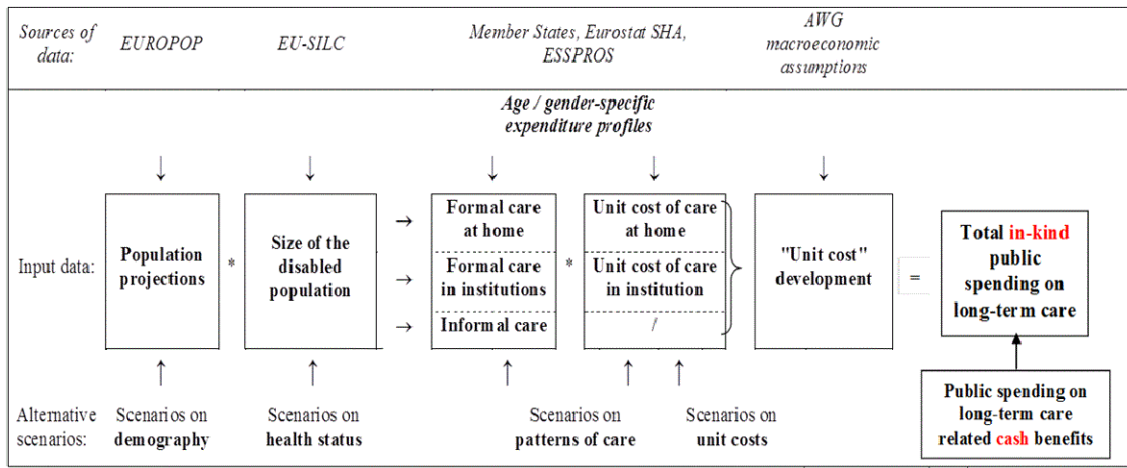 Sources of
data:
EUROPOP
EU-SILC
Member States, Eurostat SHA,
ESSPROS
AWG
macroeconomic
assumptions
Age / gender-specific
expenditure profiles
↓ ↓ ↓ ↓ ↓
Input data:
Population
projections
*
Size of the
disabled
population
→
→
→
Formal care
at home
Formal care
in institutions
Informal care
*
Unit cost of care
at home
Unit cost of care
in institution
/
"Unit cost"
development
=
Total in-kind
public
spending on
long-term care
↑ ↑ ↑ ↑
Alternative
scenarios:
Scenarios on
demography
Scenarios on
health status
Scenarios on
patterns of care
Scenarios on
unit costs
Public spending on
long-term care
related cash benefits